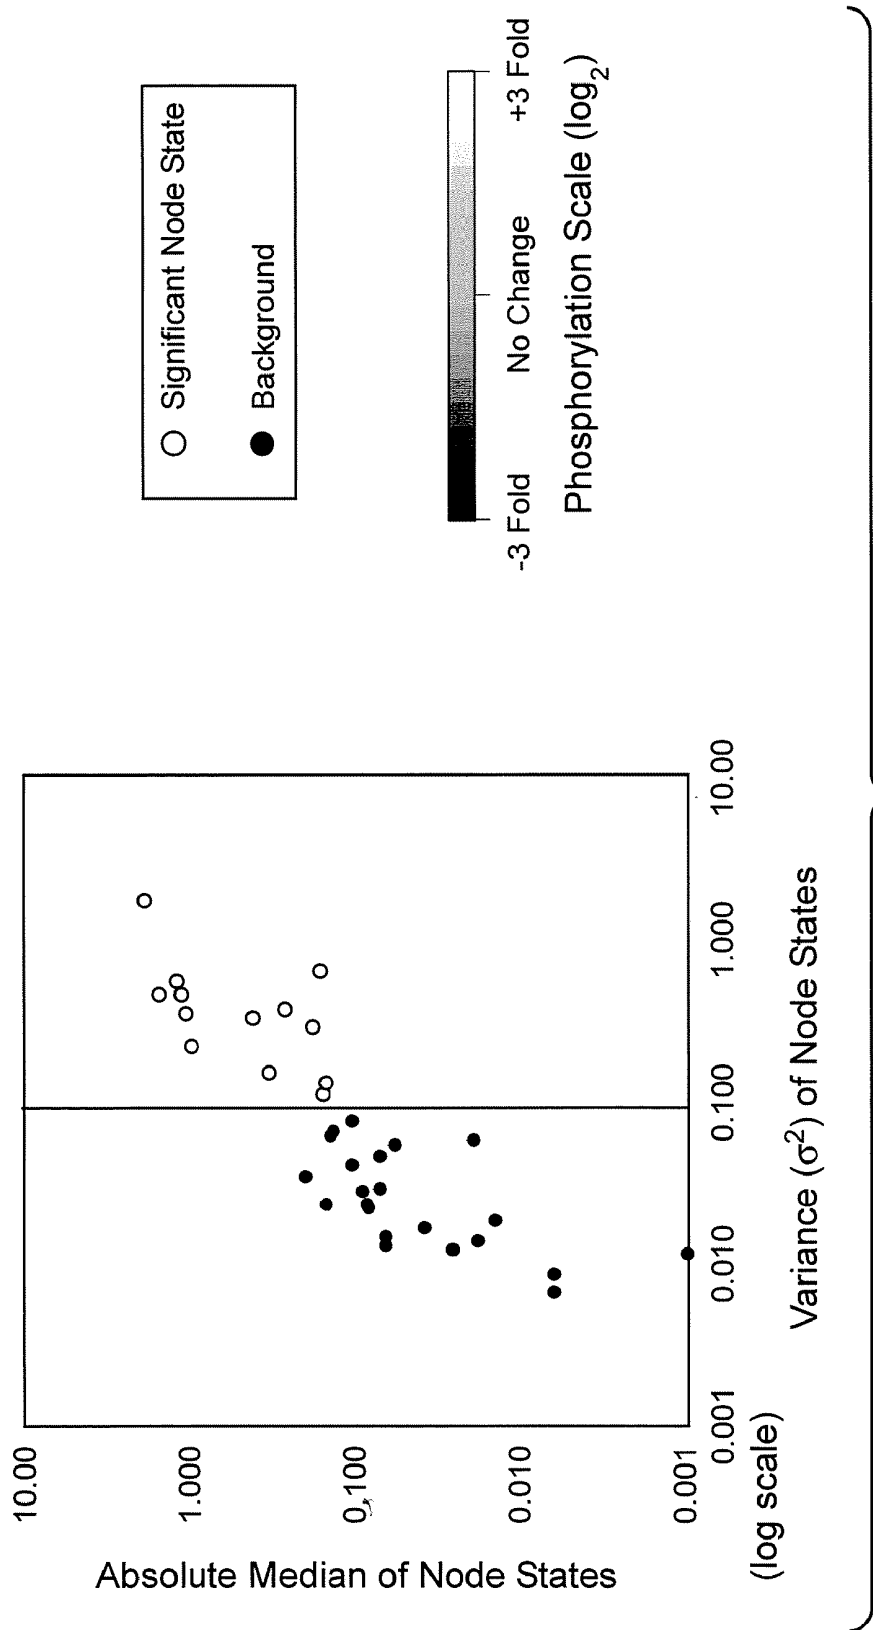 10.00
1.000
0.100
0.010
0.001
Absolute Median of Node States
(log scale)
0.001
0.010
0.100
1.000
10.00
Variance (σ²) of Node States
Significant Node State
Background
-3 Fold
No Change
+3 Fold
Phosphorylation Scale (log₂)